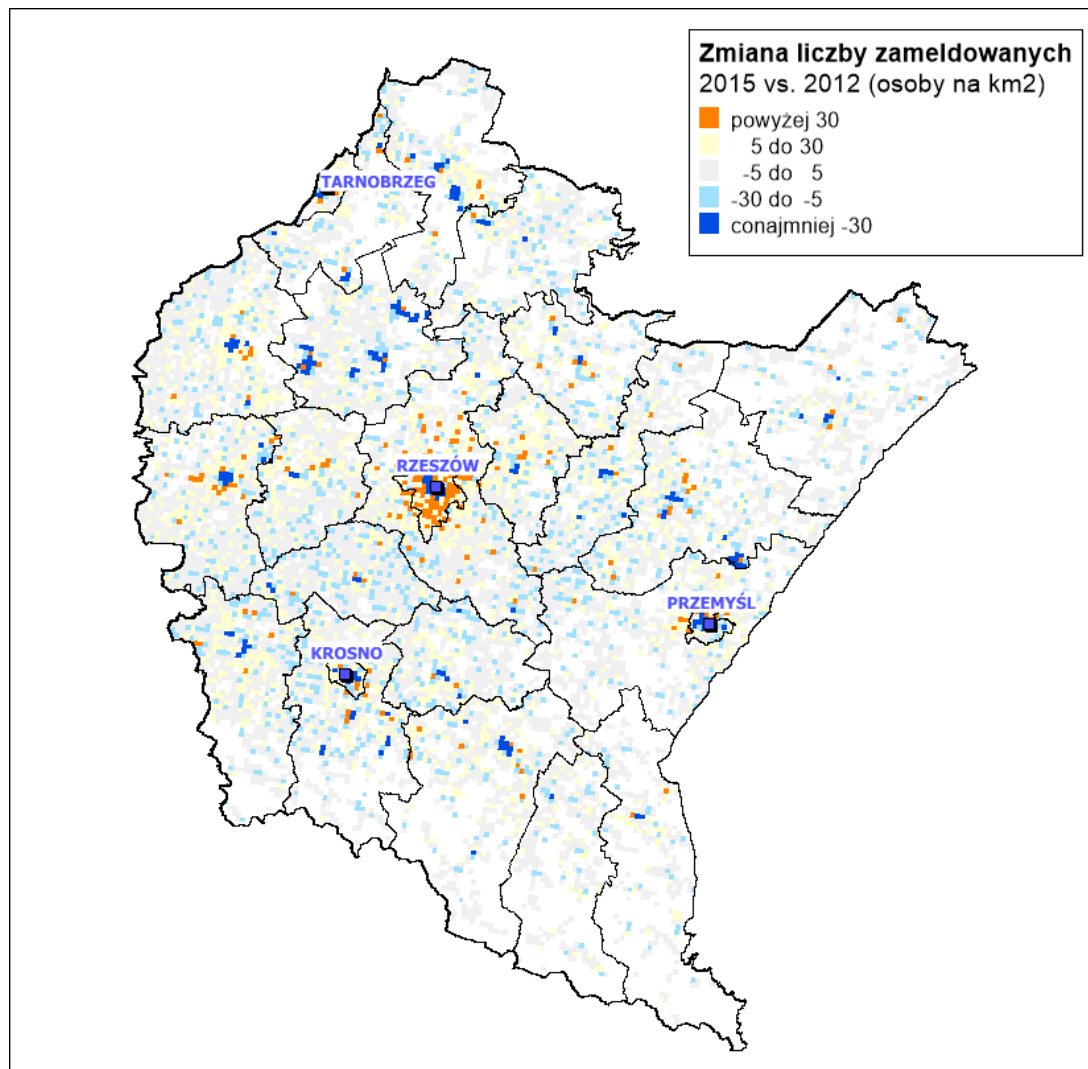 Zmiana liczby zameldowanych
2015 vs. 2012 (osoby na km2)
powyżej 30
5 do 30
-5 do 5
-30 do -5
conajmniej -30
TARNOBRZEG
RZESZÓW
PRZEMYŚL
KROSNO